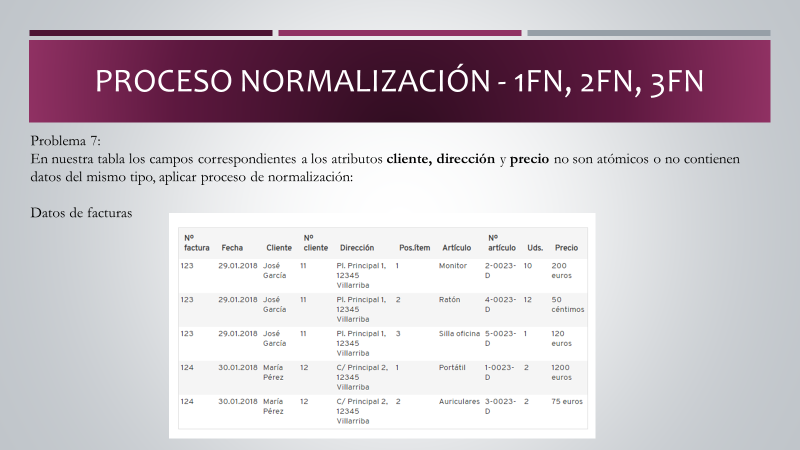 PROCESO NORMALIZACIÓN - 1FN, 2FN, 3FN
Problema 7:
En nuestra tabla los campos correspondientes a los atributos cliente, dirección y precio no son atómicos o no contienen
datos del mismo tipo, aplicar proceso de normalización:
Datos de facturas
Nº factura Fecha Cliente Nº cliente Dirección Pos.ítem Artículo Nº artículo Uds. Precio
123 29.01.2018 José García 11 Pl. Principal 1, 12345 Villarriba 1 Monitor 2-0023-D 10 200 euros
123 29.01.2018 José García 11 Pl. Principal 1, 12345 Villarriba 2 Ratón 4-0023-D 12 50 céntimos
123 29.01.2018 José García 11 Pl. Principal 1, 12345 Villarriba 3 Silla oficina 5-0023-D 1 120 euros
124 30.01.2018 María Pérez 12 C/ Principal 2, 12345 Villarriba 1 Portátil 1-0023-D 2 1200 euros
124 30.01.2018 María Pérez 12 C/ Principal 2, 12345 Villarriba 2 Auriculares 3-0023-D 2 75 euros